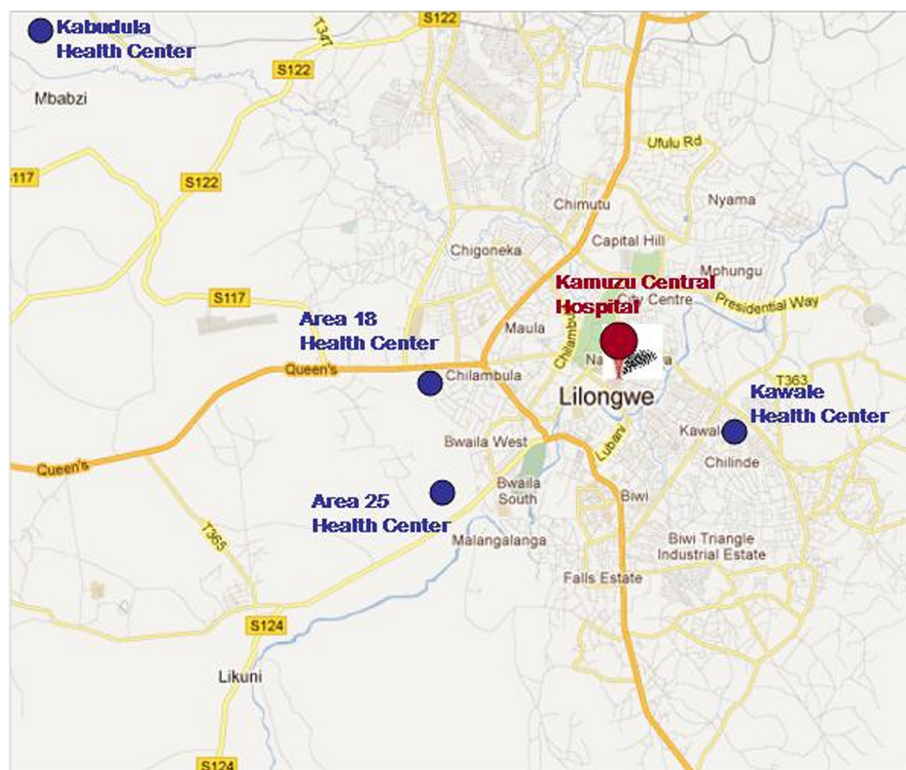 Kabudula
Health Center
T347
S122
S122
Mbabzi
Ufulu Rd
-117
S122
Nyama
Chimutu
Chigoneka
Capital Hill
Mphungu
Kamuzu Central
Hospital
City Centre
S117
Presidential Way
Area 18
Health Center
Maula
Chilambu
Queen's
Chilambula
T363
Lilongwe
Kawale
Health Center
Queen's
Bwaila West
Lubani
Kawal
Chilinde
Area 25
Health Center
Bwaila
South
Biwi
T365
Malangalanga
Biwi Triangle
Industrial Estate
Falls Estate
S124
Likuni
S124